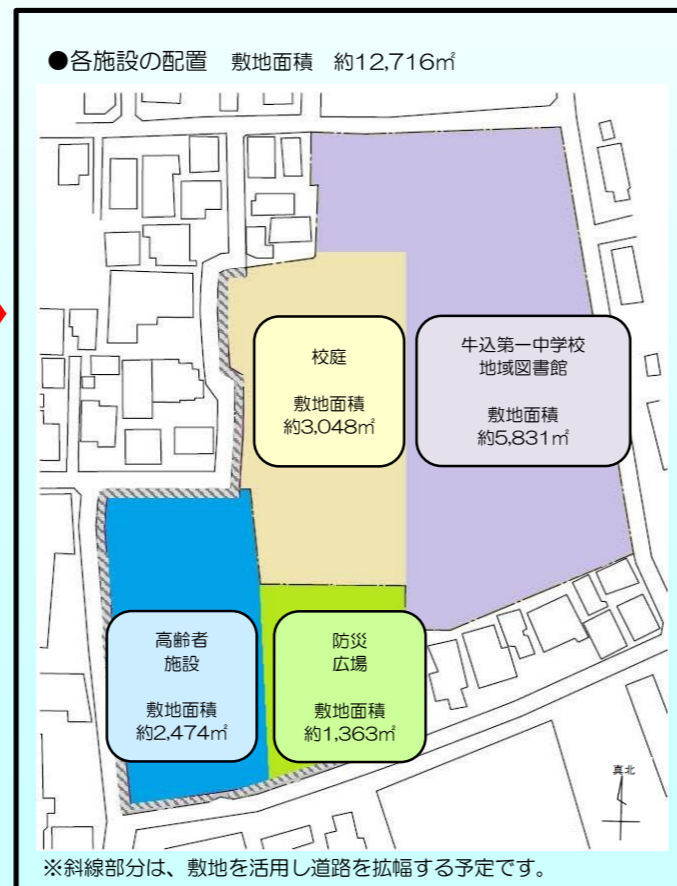 ●各施設の配置　敷地面積　約12,716㎡
校庭
敷地面積
約3,048㎡
牛込第一中学校
地域図書館
敷地面積
約5,831㎡
高齢者
施設
敷地面積
約2,474㎡
防災
広場
敷地面積
約1,363㎡
真北
※斜線部分は、敷地を活用し道路を拡幅する予定です。